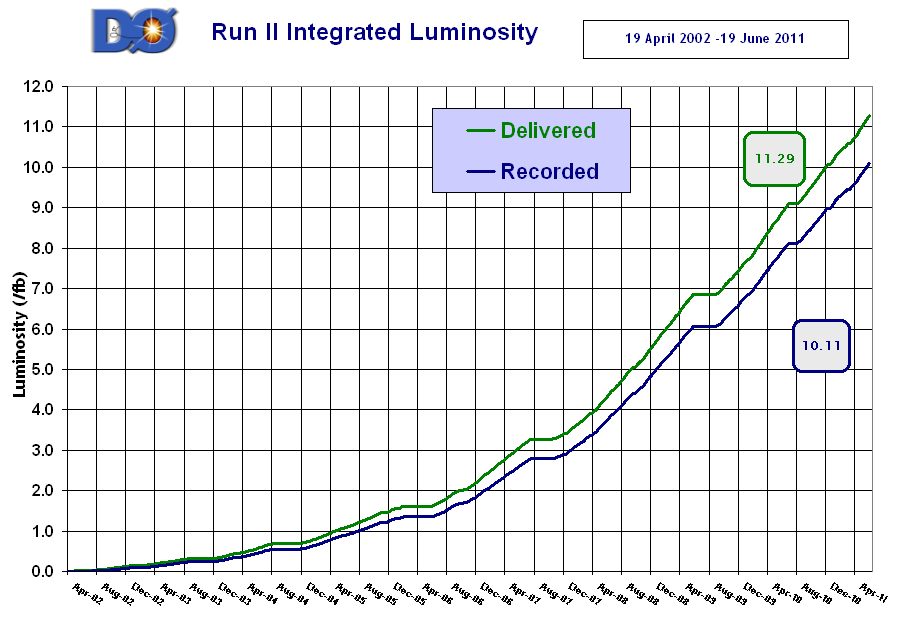 DØ
Run II Integrated Luminosity
19 April 2002 -19 June 2011
12.0
11.0
10.0
9.0
8.0
7.0
6.0
5.0
4.0
3.0
2.0
1.0
0.0
Luminosity (/fb)
Delivered
Recorded
11.29
10.11
Apr-02
Aug-02
Dec-02
Apr-03
Aug-03
Dec-03
Apr-04
Aug-04
Dec-04
Apr-05
Aug-05
Dec-05
Apr-06
Aug-06
Dec-06
Apr-07
Aug-07
Dec-07
Apr-08
Aug-08
Dec-08
Apr-09
Aug-09
Dec-09
Apr-10
Aug-10
Dec-10
Apr-11